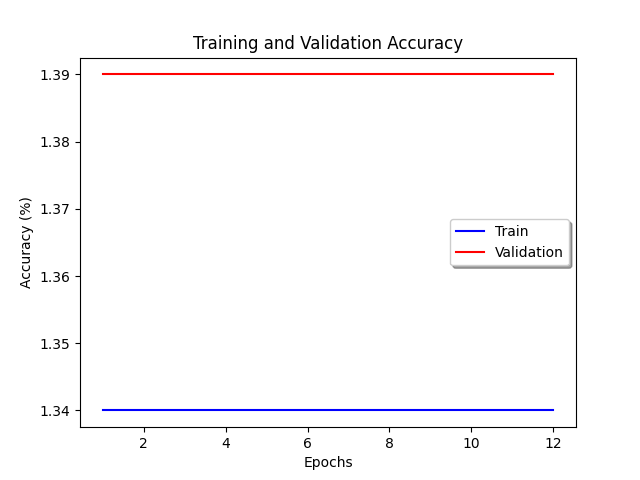 Training and Validation Accuracy
Accuracy (%)
1.39
1.38
1.37
1.36
1.35
1.34
Train
Validation
2 4 6 8 10 12
Epochs